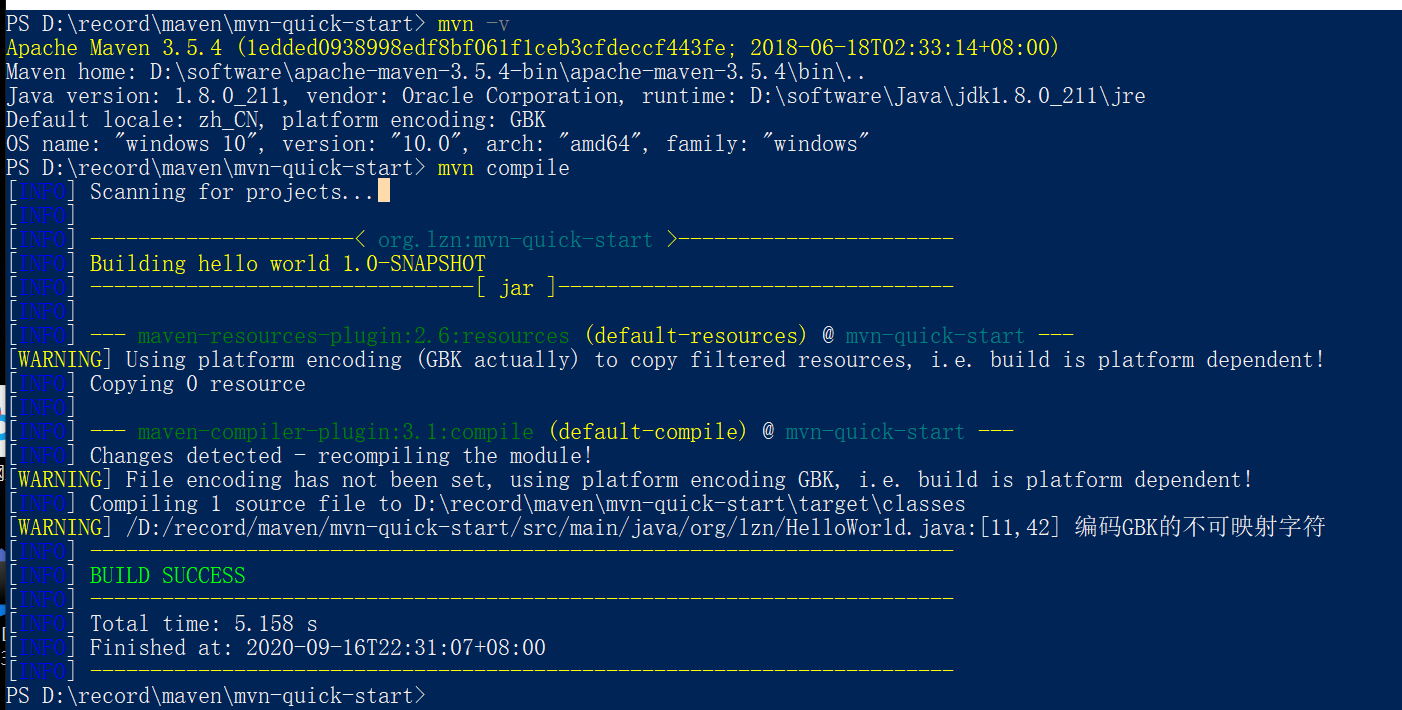 PS D:\record\maven\mvn-quick-start> mvn -v
Apache Maven 3.5.4 (1edded0938998edf8bf061f1ceb3cfdeccf443fe; 2018-06-18T02:33:14+08:00)
Maven home: D:\software\apache-maven-3.5.4-bin\apache-maven-3.5.4\bin\..
Java version: 1.8.0_211, vendor: Oracle Corporation, runtime: D:\software\Java\jdk1.8.0_211\jre
Default locale: zh_CN, platform encoding: GBK
OS name: "windows 10", version: "10.0", arch: "amd64", family: "windows"
PS D:\record\maven\mvn-quick-start> mvn compile
[INFO] Scanning for projects...
[INFO]
[INFO] ----------------------< org.lzn:mvn-quick-start >-----------------------
[INFO] Building hello world 1.0-SNAPSHOT
[INFO] --------------------------------[ jar ]---------------------------------
[INFO]
[INFO] --- maven-resources-plugin:2.6:resources (default-resources) @ mvn-quick-start ---
[WARNING] Using platform encoding (GBK actually) to copy filtered resources, i.e. build is platform dependent!
[INFO] Copying 0 resource
[INFO]
[INFO] --- maven-compiler-plugin:3.1:compile (default-compile) @ mvn-quick-start ---
[INFO] Changes detected - recompiling the module!
[WARNING] File encoding has not been set, using platform encoding GBK, i.e. build is platform dependent!
[INFO] Compiling 1 source file to D:\record\maven\mvn-quick-start\target\classes
[WARNING] /D:/record/maven/mvn-quick-start/src/main/java/org/lzn/HelloWorld.java:[11,42] 编码GBK的不可映射字符
[INFO] ------------------------------------------------------------------------
[INFO] BUILD SUCCESS
[INFO] ------------------------------------------------------------------------
[INFO] Total time: 5.158 s
[INFO] Finished at: 2020-09-16T22:31:07+08:00
[INFO] ------------------------------------------------------------------------
PS D:\record\maven\mvn-quick-start>